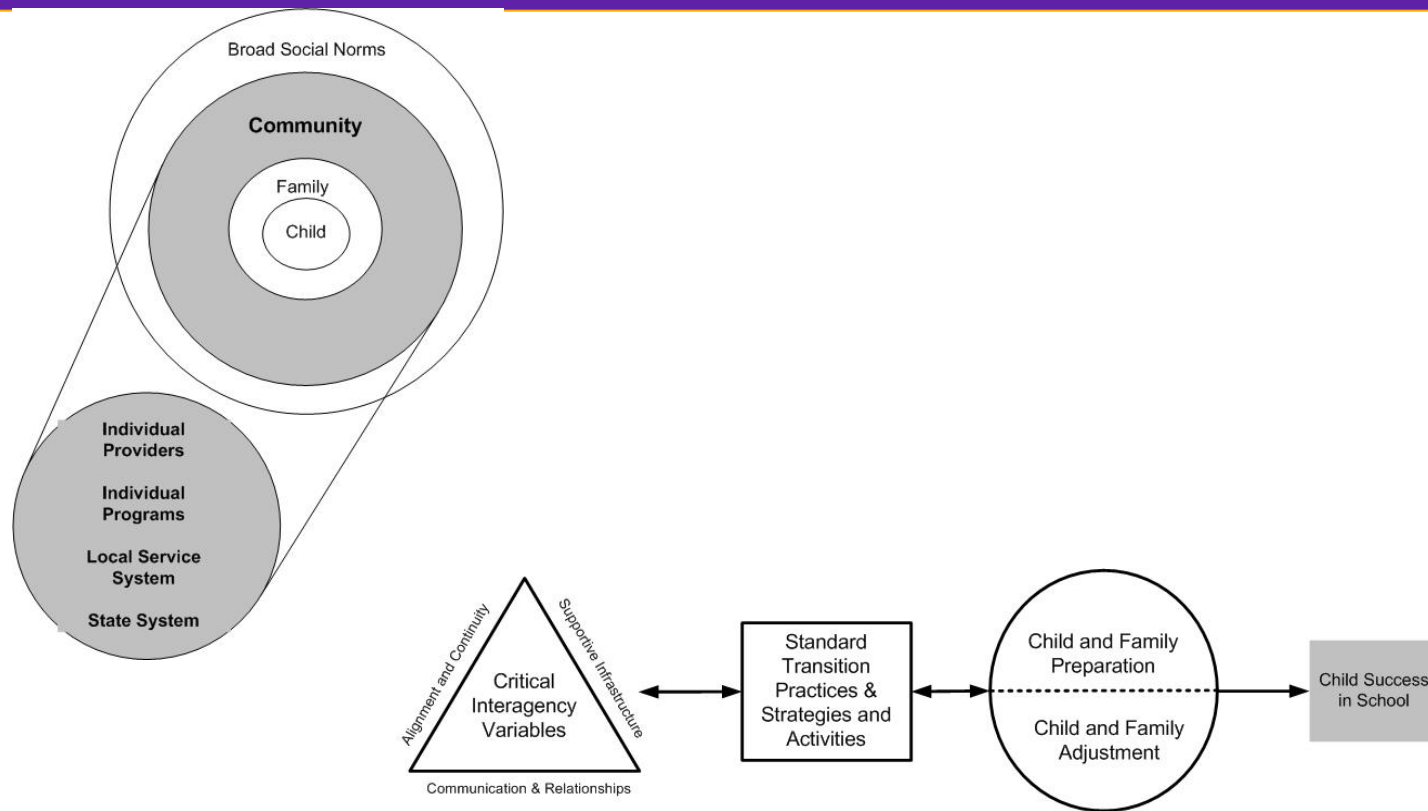 Broad Social Norms
Community
Family
Child
Individual
Providers
Individual
Programs
Local Service
System
State System
Alignment and Continuity
Supportive Infrastructure
Critical
Interagency
Variables
Communication & Relationships
Standard
Transition
Practices &
Strategies and
Activities
Child and Family
Preparation
Child and Family
Adjustment
Child Success
in School